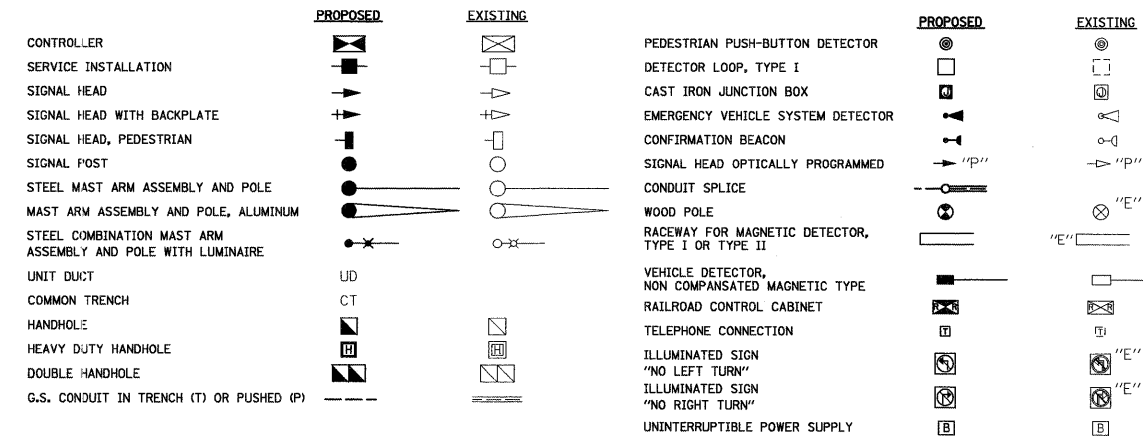 PROPOSED EXISTING
CONTROLLER
SERVICE INSTALLATION
SIGNAL HEAD
SIGNAL HEAD WITH BACKPLATE
SIGNAL HEAD, PEDESTRIAN
SIGNAL POST
STEEL MAST ARM ASSEMBLY AND POLE
MAST ARM ASSEMBLY AND POLE, ALUMINUM
STEEL COMBINATION MAST ARM
ASSEMBLY AND POLE WITH LUMINAIRE
UNIT DUCT UD
COMMON TRENCH CT
HANDHOLE
HEAVY DUTY HANDHOLE H H
DOUBLE HANDHOLE
G.S. CONDUIT IN TRENCH (T) OR PUSHED (P)
PROPOSED EXISTING
PEDESTRIAN PUSH-BUTTON DETECTOR
DETECTOR LOOP, TYPE I
CAST IRON JUNCTION BOX J J
EMERGENCY VEHICLE SYSTEM DETECTOR
CONFIRMATION BEACON
SIGNAL HEAD OPTICALLY PROGRAMMED "P" "P"
CONDUIT SPLICE
WOOD POLE "E"
RACEWAY FOR MAGNETIC DETECTOR,
TYPE I OR TYPE II "E"
VEHICLE DETECTOR,
NON COMPANSATED MAGNETIC TYPE
RAILROAD CONTROL CABINET R R R R
TELEPHONE CONNECTION T T
ILLUMINATED SIGN
"NO LEFT TURN" "E"
ILLUMINATED SIGN
"NO RIGHT TURN" "E"
UNINTERRUPTIBLE POWER SUPPLY B B